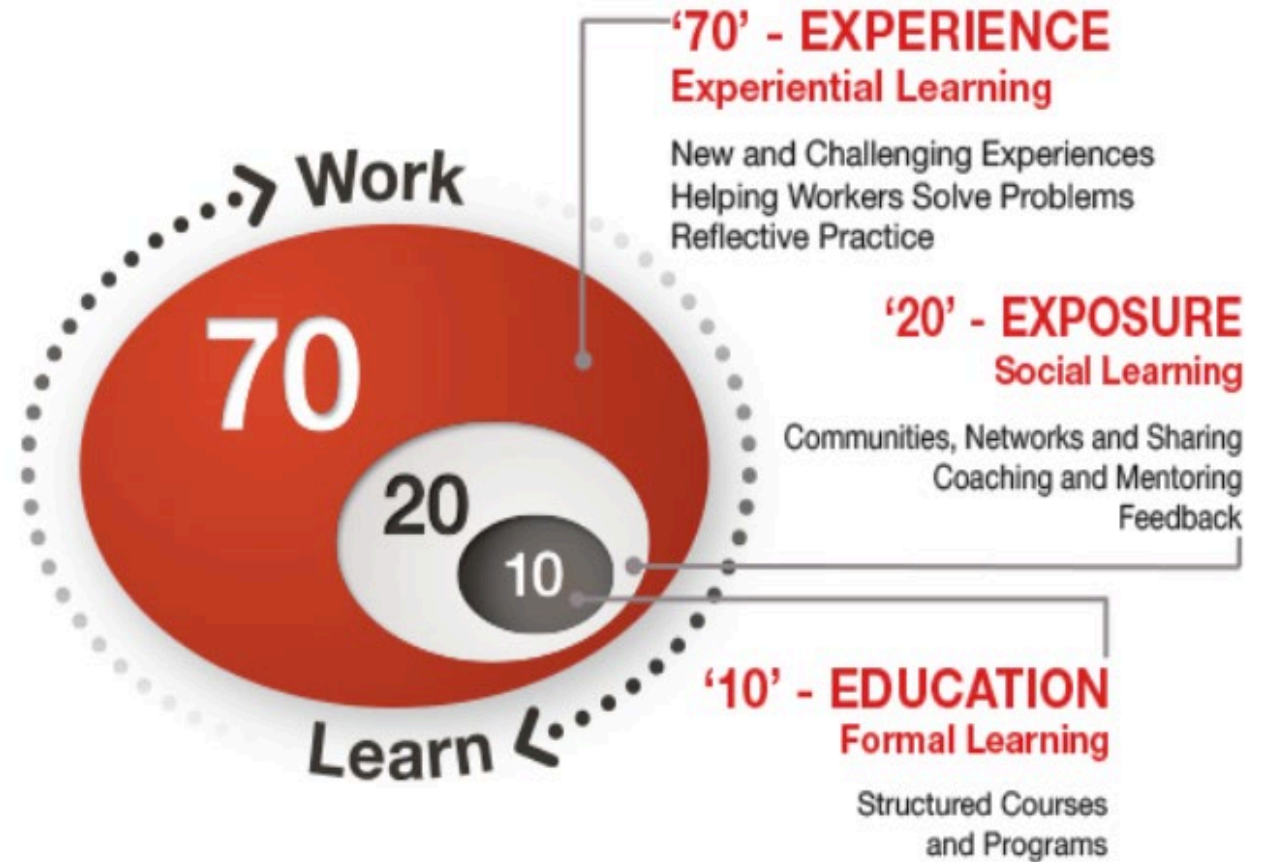 ‘70’ - EXPERIENCE
Experiential Learning
New and Challenging Experiences
Helping Workers Solve Problems
Reflective Practice
Work
70
20
10
Learn
‘20’ - EXPOSURE
Social Learning
Communities, Networks and Sharing
Coaching and Mentoring
Feedback
‘10’ - EDUCATION
Formal Learning
Structured Courses
and Programs